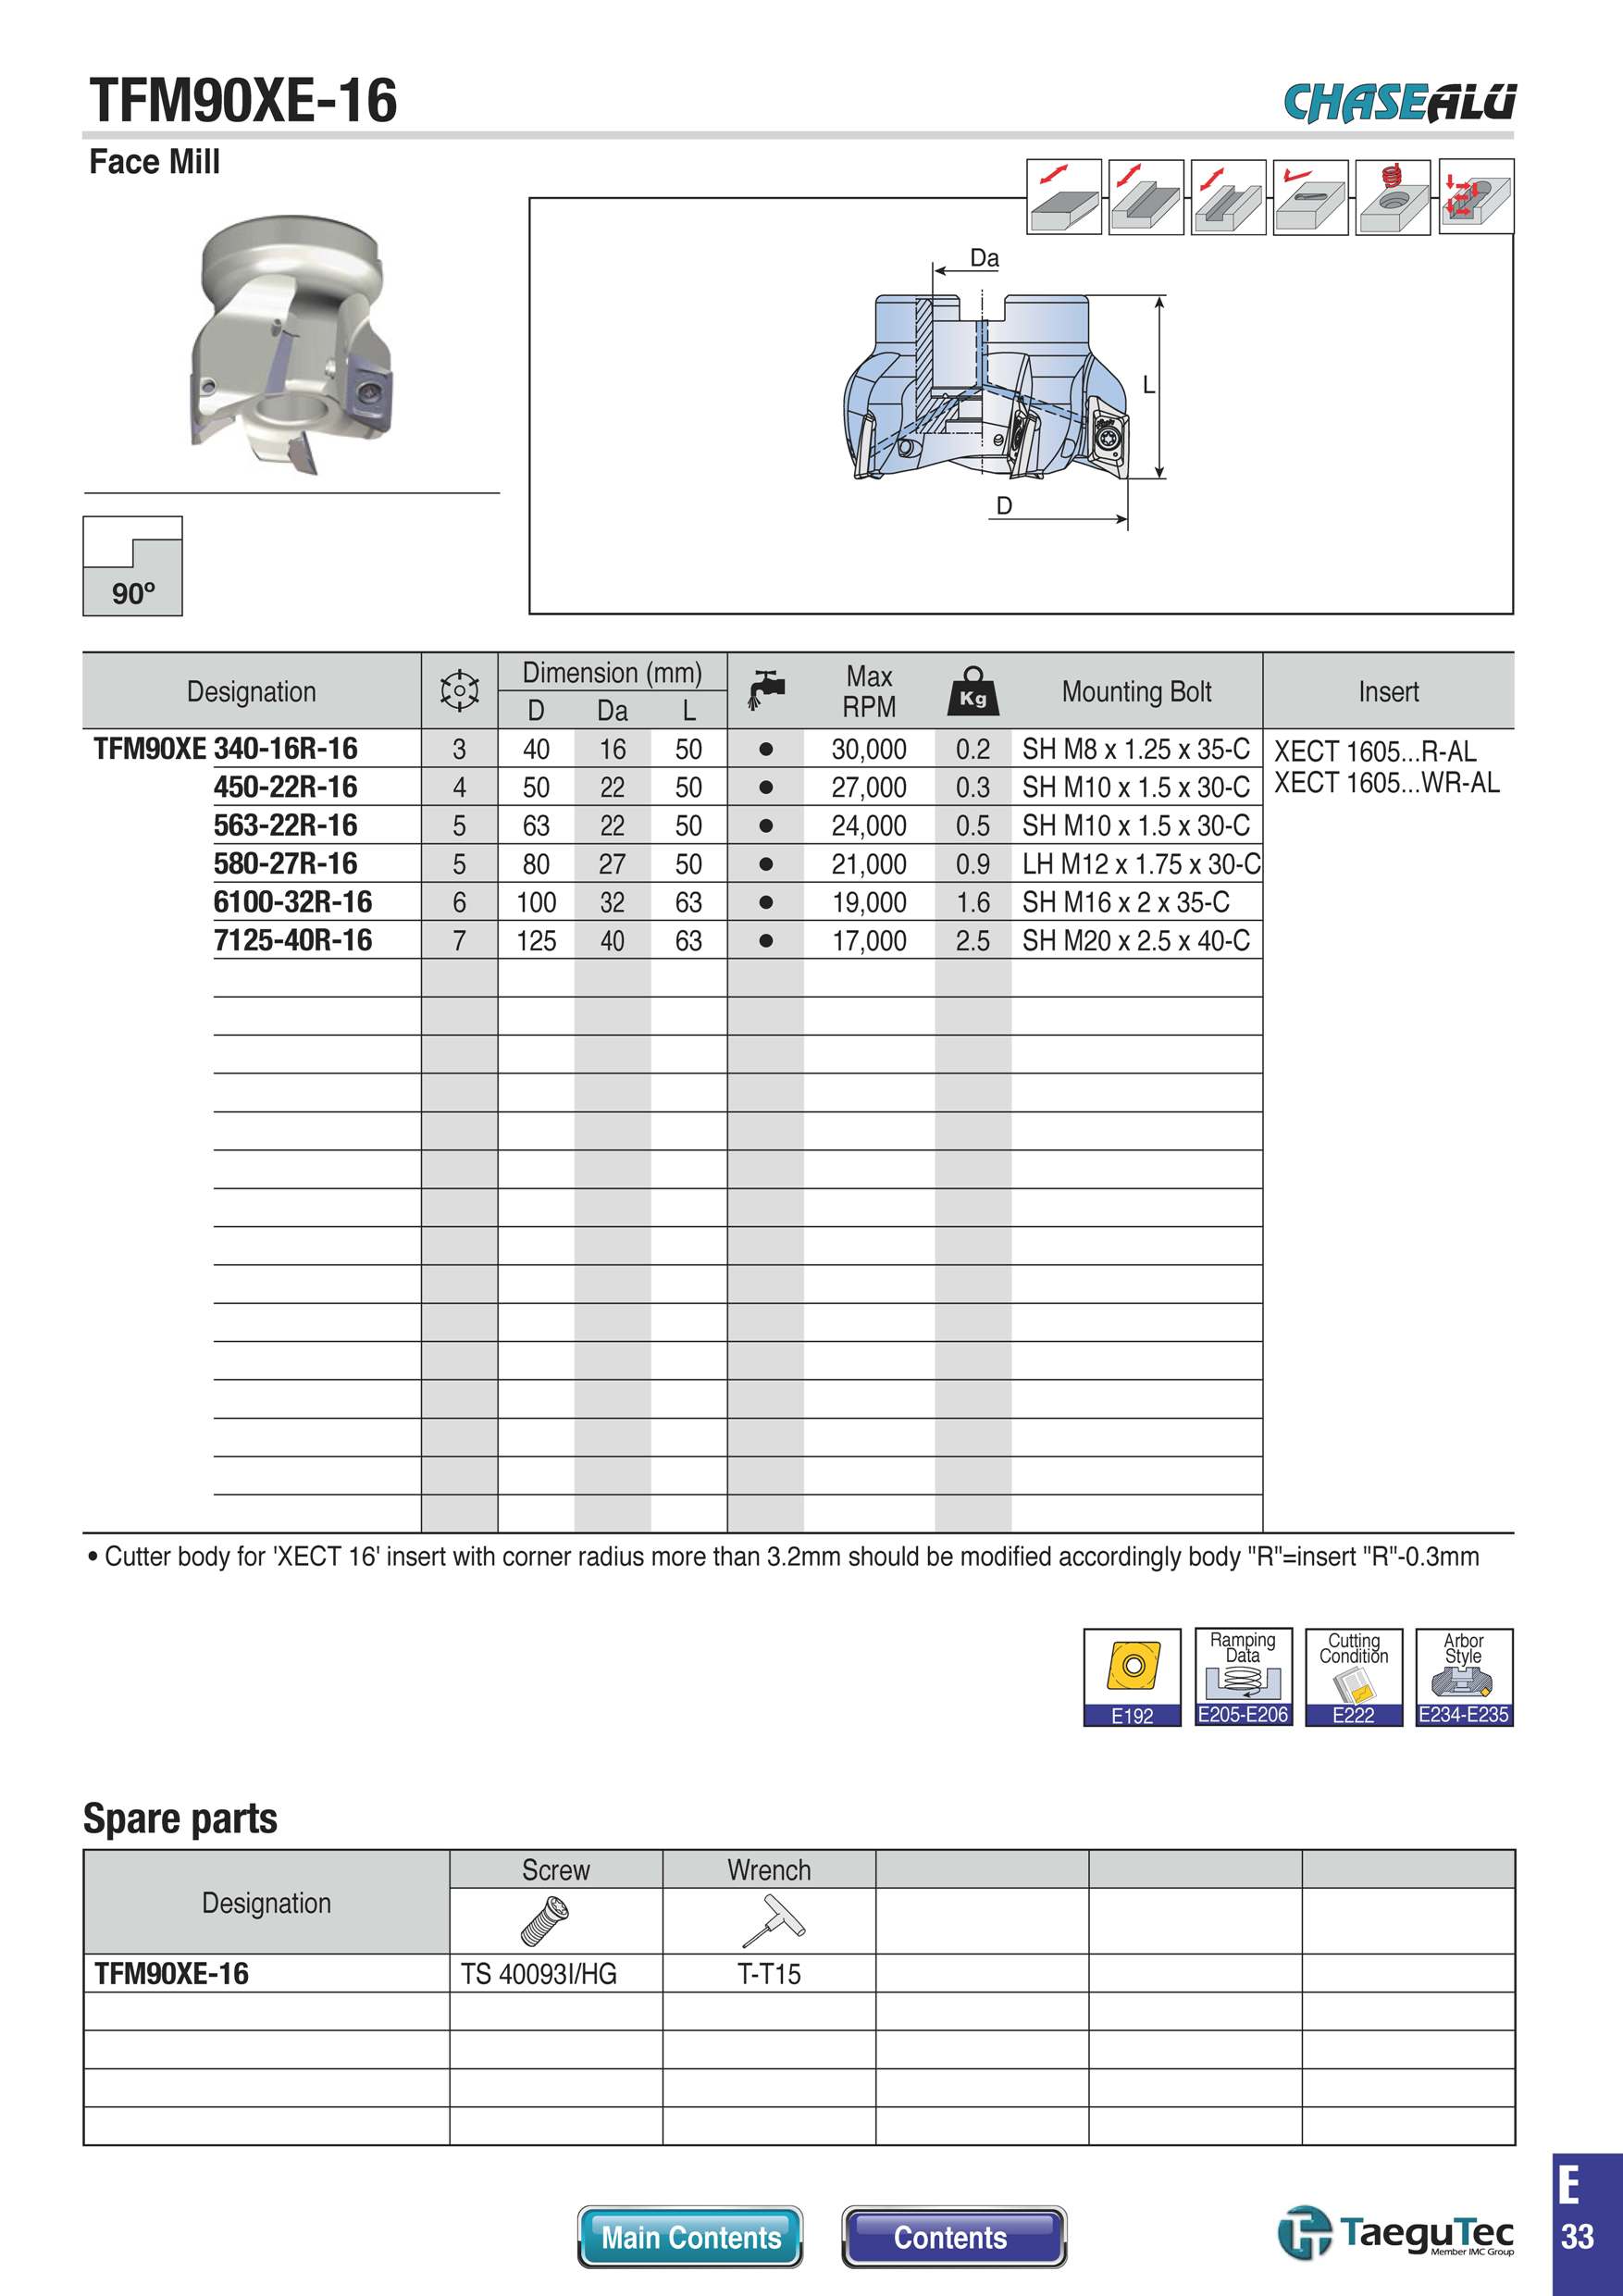 TFM90XE-16
CHASEALU
Face Mill
Da
L
D
90º
Designation
Dimension (mm)
D Da L
Max
RPM
Kg
Mounting Bolt
Insert
TFM90XE 340-16R-16 3 40 16 50 ● 30,000 0.2 SH M8 x 1.25 x 35-C XECT 1605...R-AL
450-22R-16 4 50 22 50 ● 27,000 0.3 SH M10 x 1.5 x 30-C XECT 1605...WR-AL
563-22R-16 5 63 22 50 ● 24,000 0.5 SH M10 x 1.5 x 30-C
580-27R-16 5 80 27 50 ● 21,000 0.9 LH M12 x 1.75 x 30-C
6100-32R-16 6 100 32 63 ● 19,000 1.6 SH M16 x 2 x 35-C
7125-40R-16 7 125 40 63 ● 17,000 2.5 SH M20 x 2.5 x 40-C
• Cutter body for 'XECT 16' insert with corner radius more than 3.2mm should be modified accordingly body "R"=insert "R"-0.3mm
E192
Ramping
Data
E205-E206
Cutting
Condition
E222
Arbor
Style
E234-E235
Spare parts
Designation
Screw
Wrench
TFM90XE-16 TS 40093I/HG T-T15
Main Contents
Contents
TaeguTec
Member IMC Group
E
33